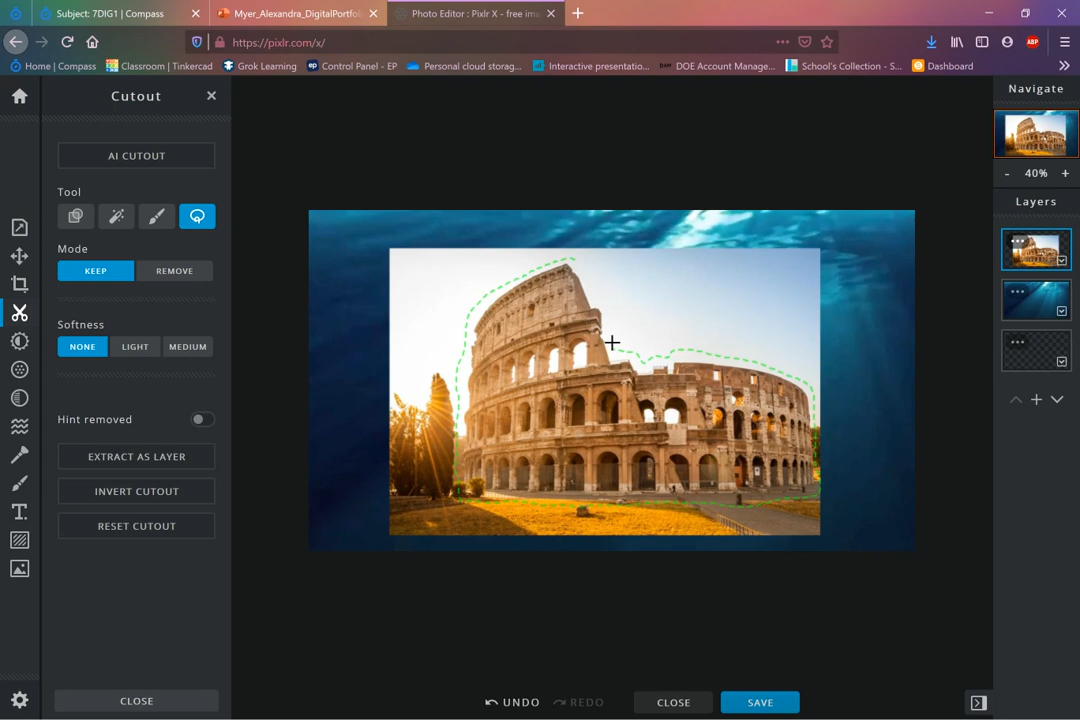 Subject: 7DIG1 | Compass
Myer_Alexandra_DigitalPortfol
Photo Editor : Pixlr X - free ima
https://pixlr.com/x/
ABP
Home | Compass
Classroom | Tinkercad
Grok Learning
ep Control Panel - EP
Personal cloud storag...
Interactive presentatio...
DOE Account Manage...
School's Collection - S...
Dashboard
Cutout
AI CUTOUT
Tool
Mode
KEEP
REMOVE
Softness
NONE
LIGHT
MEDIUM
Hint removed
EXTRACT AS LAYER
INVERT CUTOUT
RESET CUTOUT
CLOSE
UNDO
REDO
CLOSE
SAVE
Navigate
- 40% +
Layers